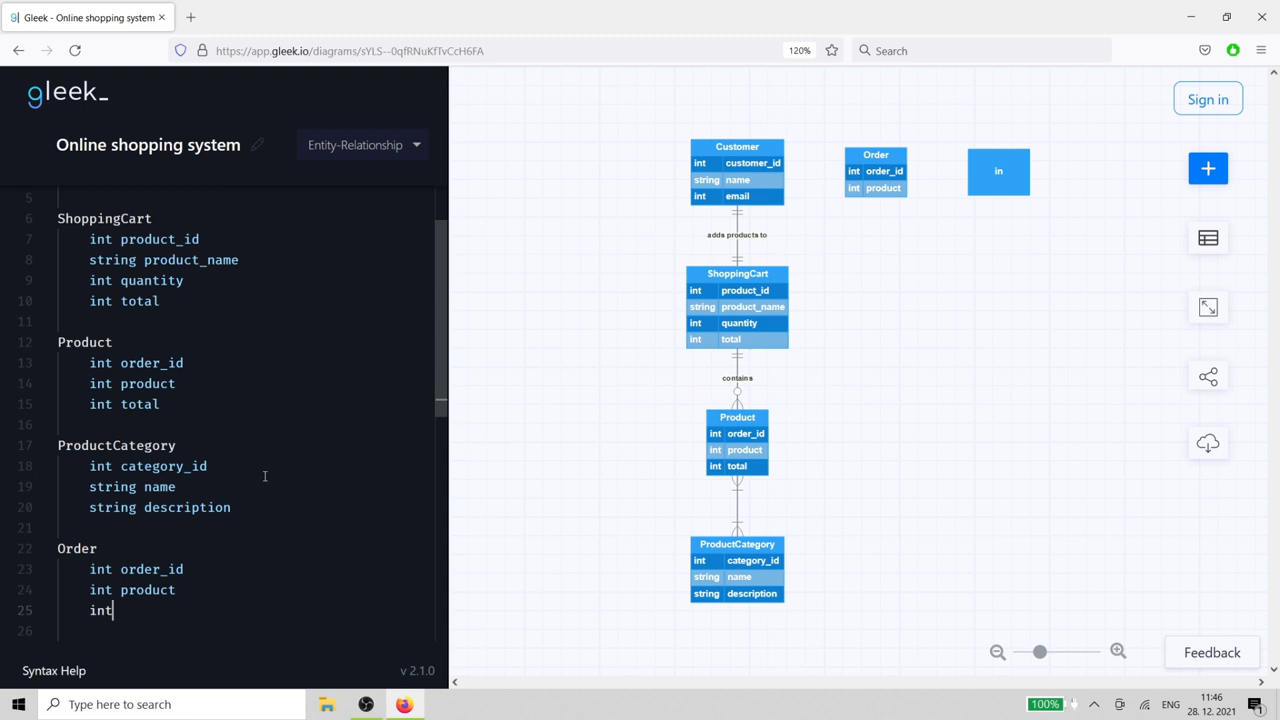 Gleek - Online shopping system
https://app.gleek.io/diagrams/sYLS--0qfRNuKfTvCcH6FA
120%
Search
gleek_
Sign in
Online shopping system
Entity-Relationship
5
6 ShoppingCart
7 int product_id
8 string product_name
9 int quantity
10 int total
11
12 Product
13 int order_id
14 int product
15 int total
16
17 ProductCategory
18 int category_id
19 string name
20 string description
21
22 Order
23 int order_id
24 int product
25 int
26
Syntax Help
v 2.1.0
Customer
int customer_id
string name
int email
Order
int order_id
int product
in
adds products to
ShoppingCart
int product_id
string product_name
int quantity
int total
contains
Product
int order_id
int product
int total
ProductCategory
int category_id
string name
string description
+
Feedback
Type here to search
100%
ENG
11:46
28. 12. 2021
1